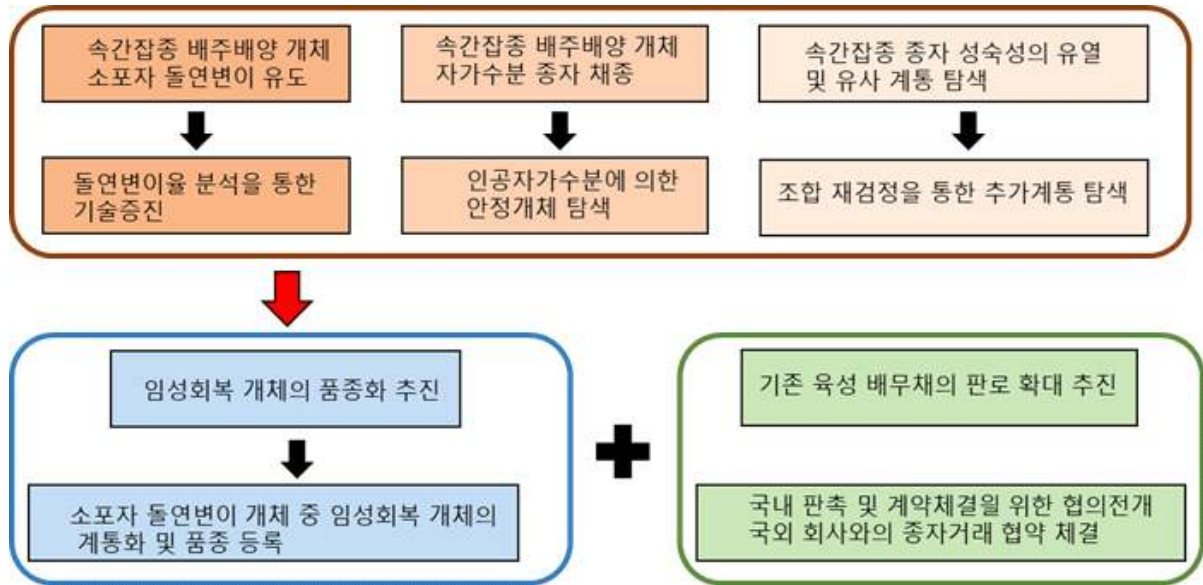 속간잡종 배주배양 개체
소포자 돌연변이 유도
속간잡종 배주배양 개체
자가수분 종자 채종
속간잡종 종자 성숙성의 유열
및 유사 계통 탐색
돌연변이율 분석을 통한
기술증진
인공자가수분에 의한
안정개체 탐색
조합 재검정을 통한 추가계통 탐색
임성회복 개체의 품종화 추진
소포자 돌연변이 개체 중 임성회복 개체의
계통화 및 품종 등록
기존 육성 배무채의 판로 확대 추진
국내 판촉 및 계약체결윌 위한 협의전개
국외 회사와의 종자거래 협약 체결